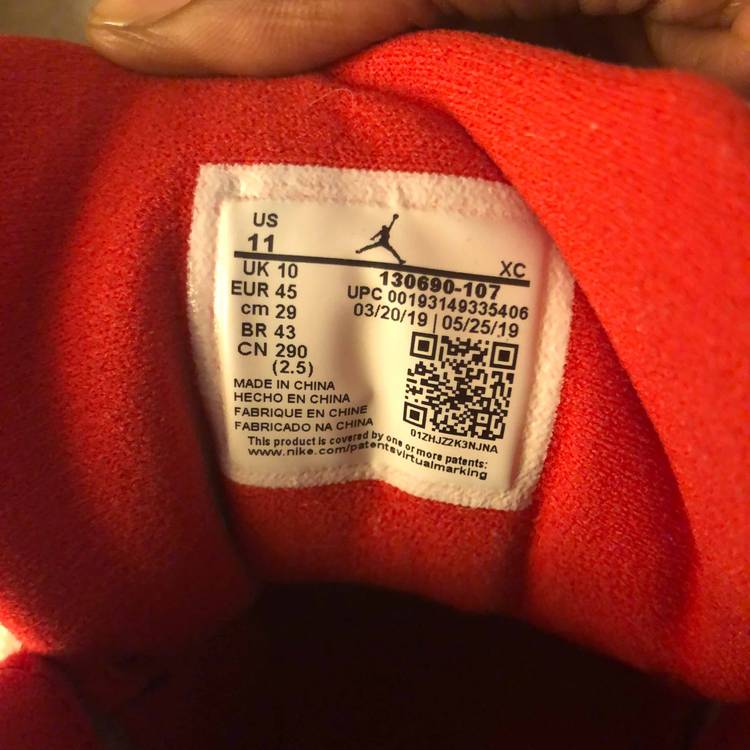 US
11
XC
UK 10
EUR 45
cm 29
BR 43
CN 290
(2.5)
130690-107
UPC 00193149335406
03/20/19 | 05/25/19
MADE IN CHINA
HECHO EN CHINA
FABRIQUE EN CHINE
FABRICADO NA CHINA
01ZHJZ2K3NJNA
This product is covered by one or more patents:
www.nike.com/patentsvirtualmarking